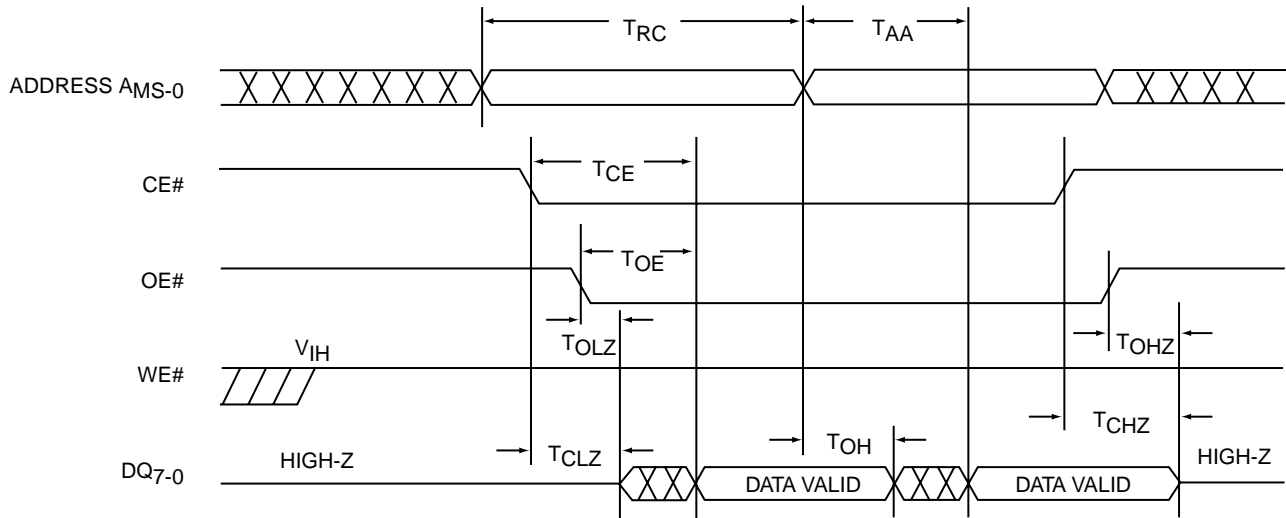 TRC TAA
ADDRESS AMS-0
TCE
CE#
TOE
OE#
TOLZ TOHZ
VIH
WE#
TCHZ
TOH
TCLZ
HIGH-Z HIGH-Z
DQ7-0
DATA VALID DATA VALID